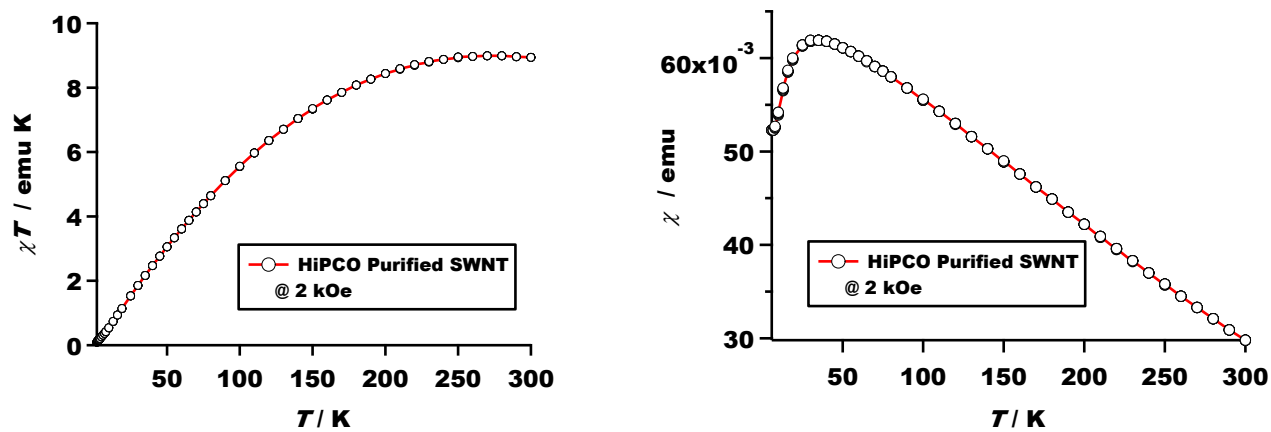 10
8
6
4
2
0
χT / emu K
HiPCO Purified SWNT
@ 2 kOe
50 100 150 200 250 300
T / K
60x10-3
50
40
30
χ / emu
HiPCO Purified SWNT
@ 2 kOe
50 100 150 200 250 300
T / K